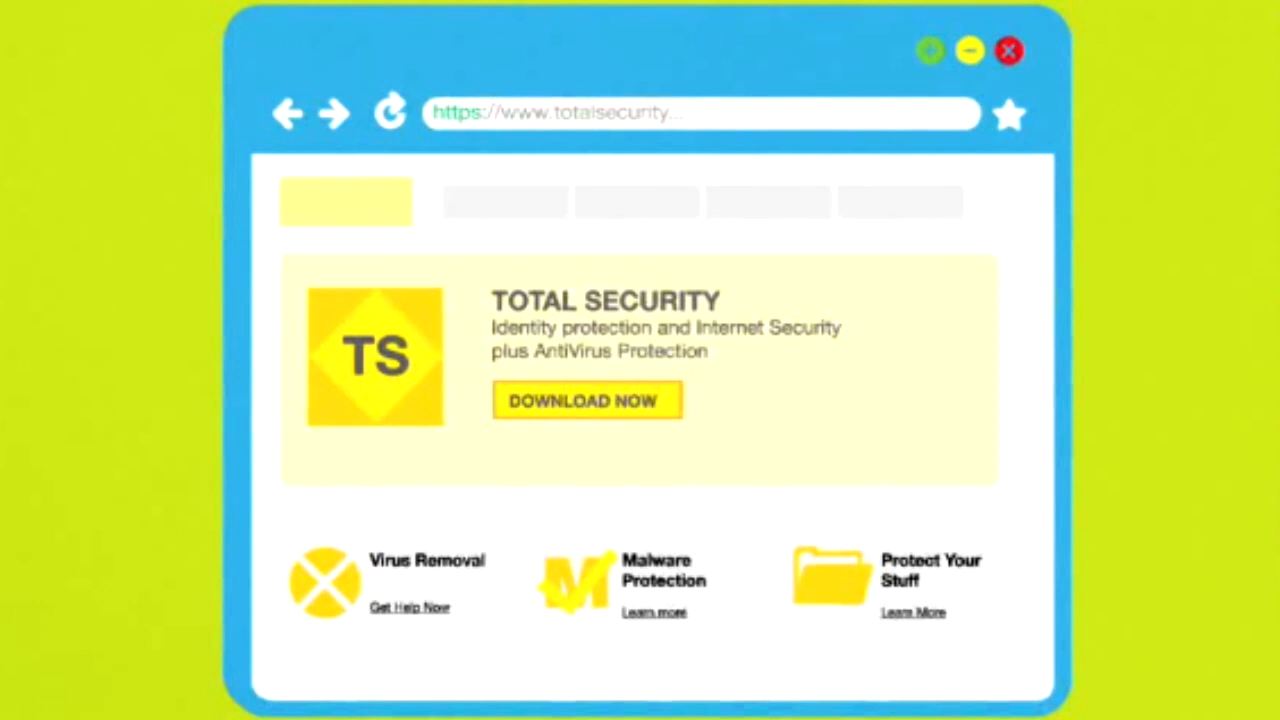 https://www.totalsecurity...
TS
TOTAL SECURITY
Identity protection and Internet Security
plus AntiVirus Protection
DOWNLOAD NOW
Virus Removal
Get Help Now
Malware
Protection
Learn more
Protect Your
Stuff
Learn More